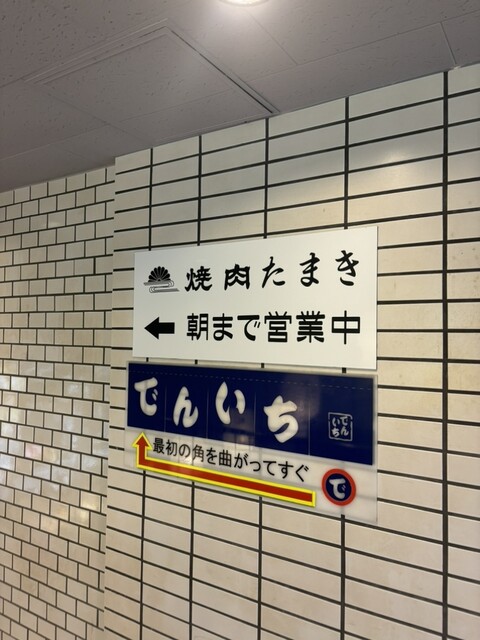 焼肉たまき
← 朝まで営業中
でんいち
でん
いち
最初の角を曲がってすぐ
で